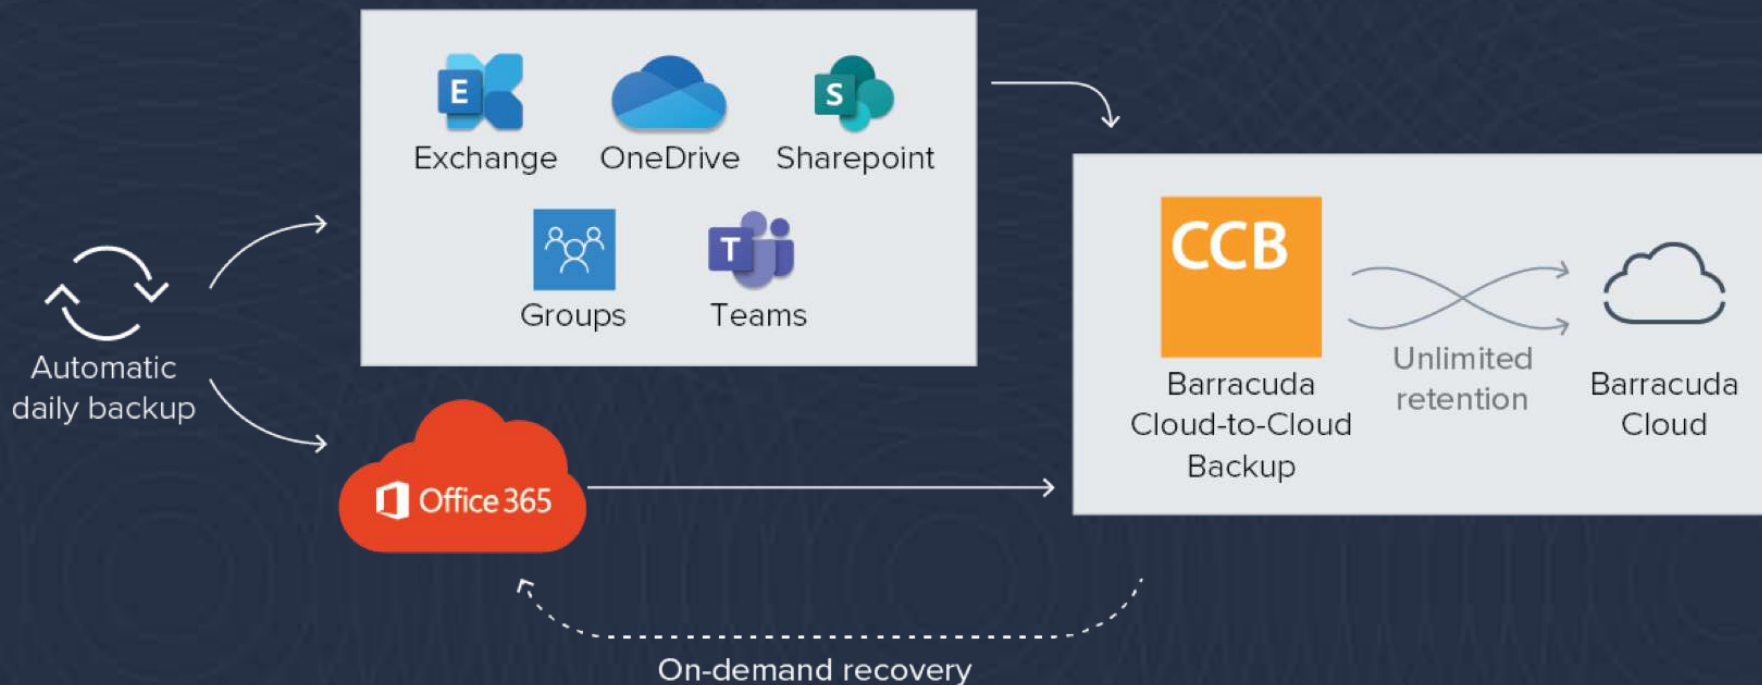 E
S
Exchange OneDrive Sharepoint
T
Groups Teams
Automatic
daily backup
Office 365
CCB
Unlimited
retention
Barracuda
Cloud-to-Cloud
Backup
Barracuda
Cloud
On-demand recovery